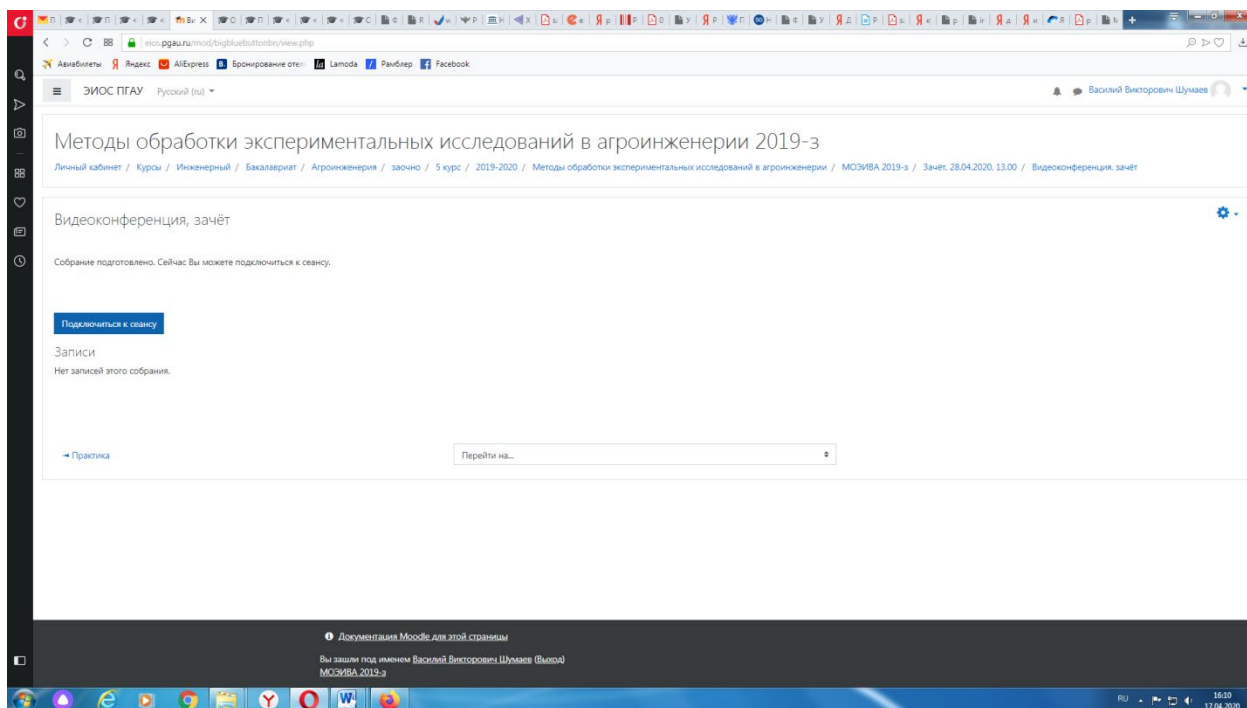 eios.pgau.ru/mod/bigbluebuttonbn/view.php
Авиабилеты Яндекс AliExpress Бронирование отел Lamoda Рамблер Facebook
ЭИОС ПГАУ Русский (ru)
Василий Викторович Шумаев
Методы обработки экспериментальных исследований в агроинженерии 2019-з
Личный кабинет / Курсы / Инженерный / Бакалавриат / Агроинженерия / заочно / 5 курс / 2019-2020 / Методы обработки экспериментальных исследований в агроинженерии / МОЭИВА 2019-з / Зачёт. 28.04.2020. 13.00 / Видеоконференция, зачёт
Видеоконференция, зачёт
Собрание подготовлено. Сейчас Вы можете подключиться к сеансу.
Подключиться к сеансу
Записи
Нет записей этого собрания.
◄ Практика
Перейти на...
Документация Moodle для этой страницы
Вы зашли под именем Василий Викторович Шумаев (Выход)
МОЭИВА 2019-з
RU
16:10
17.04.2020